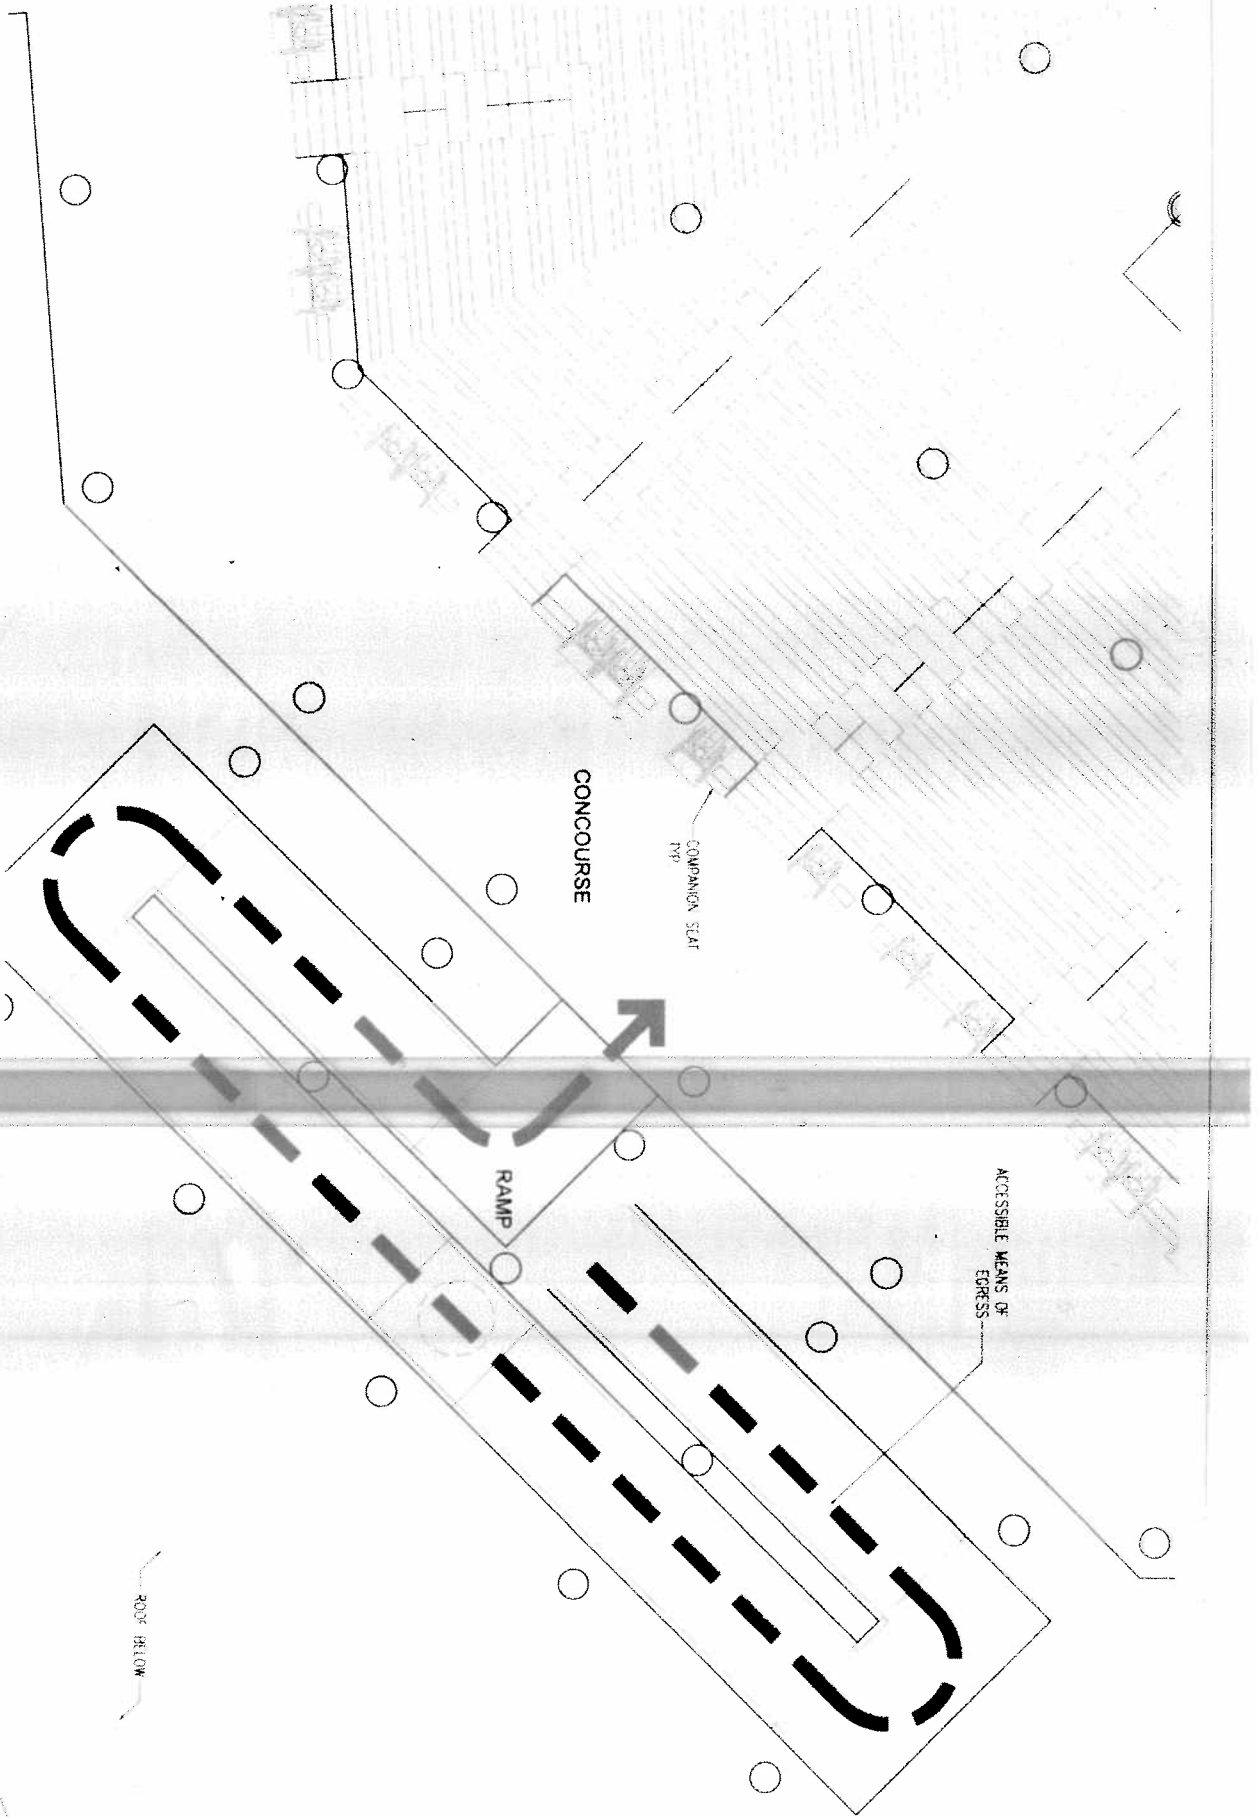 CONCOURSE
COMPANION SEAT
TYP
RAMP
ACCESSIBLE MEANS OF
EGRESS
ROOF BELOW